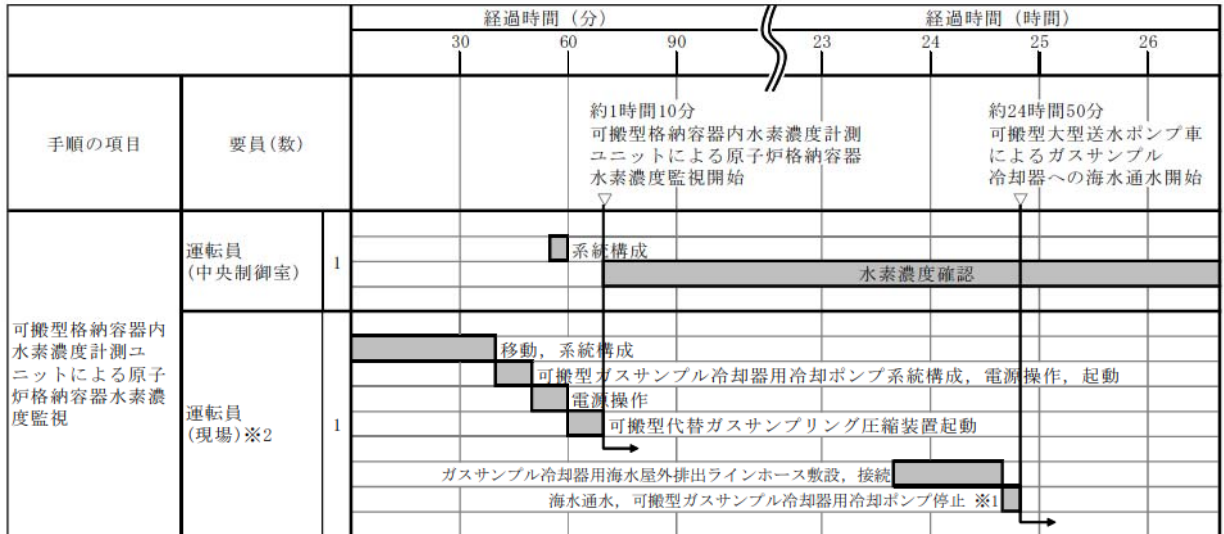 経過時間（分）
経過時間（時間）
30
60
90
23
24
25
26
手順の項目
要員(数)
約1時間10分
可搬型格納容器内水素濃度計測
ユニットによる原子炉格納容器
水素濃度監視開始
約24時間50分
可搬型大型送水ポンプ車
によるガスサンプル
冷却器への海水通水開始
可搬型格納容器内
水素濃度計測ユ
ニットによる原子
炉格納容器水素濃
度監視
運転員
(中央制御室)
1
系統構成
水素濃度確認
運転員
(現場)※2
1
移動，系統構成
可搬型ガスサンプル冷却器用冷却ポンプ系統構成，電源操作，起動
電源操作
可搬型代替ガスサンプリング圧縮装置起動
ガスサンプル冷却器用海水屋外排出ラインホース敷設，接続
海水通水，可搬型ガスサンプル冷却器用冷却ポンプ停止 ※1